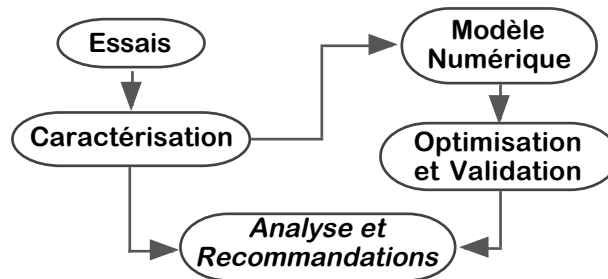 Essais
Caractérisation
Modèle
Numérique
Optimisation
et Validation
Analyse et
Recommandations